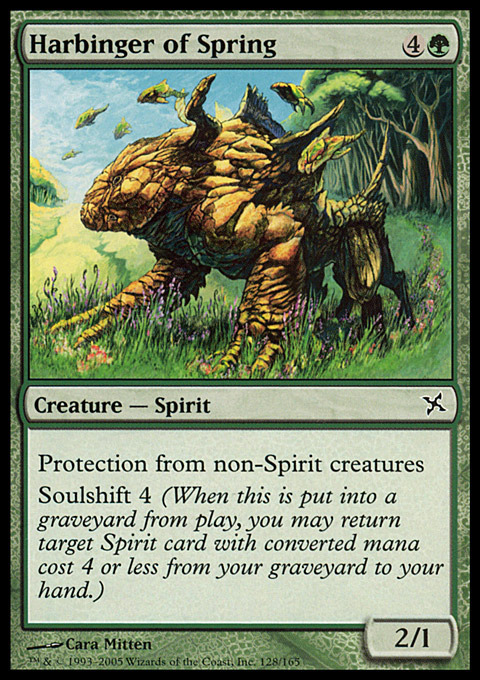 Harbinger of Spring 4
Creature — Spirit
Protection from non-Spirit creatures
Soulshift 4 (When this is put into a
graveyard from play, you may return
target Spirit card with converted mana
cost 4 or less from your graveyard to your
hand.)
2/1
Cara Mitten
™ & © 1993–2005 Wizards of the Coast, Inc. 128/165